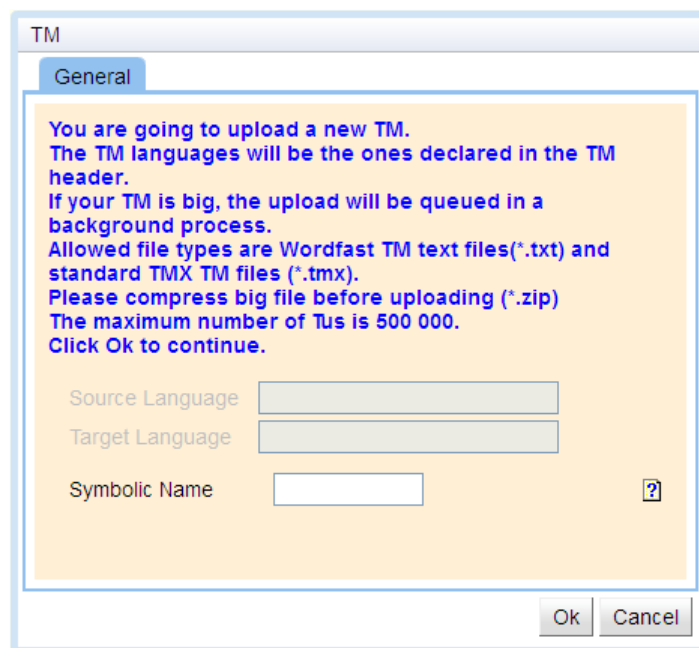 TM
General
You are going to upload a new TM.
The TM languages will be the ones declared in the TM
header.
If your TM is big, the upload will be queued in a
background process.
Allowed file types are Wordfast TM text files(*.txt) and
standard TMX TM files (*.tmx).
Please compress big file before uploading (*.zip)
The maximum number of Tus is 500 000.
Click Ok to continue.
Source Language
Target Language
Symbolic Name
?
Ok Cancel